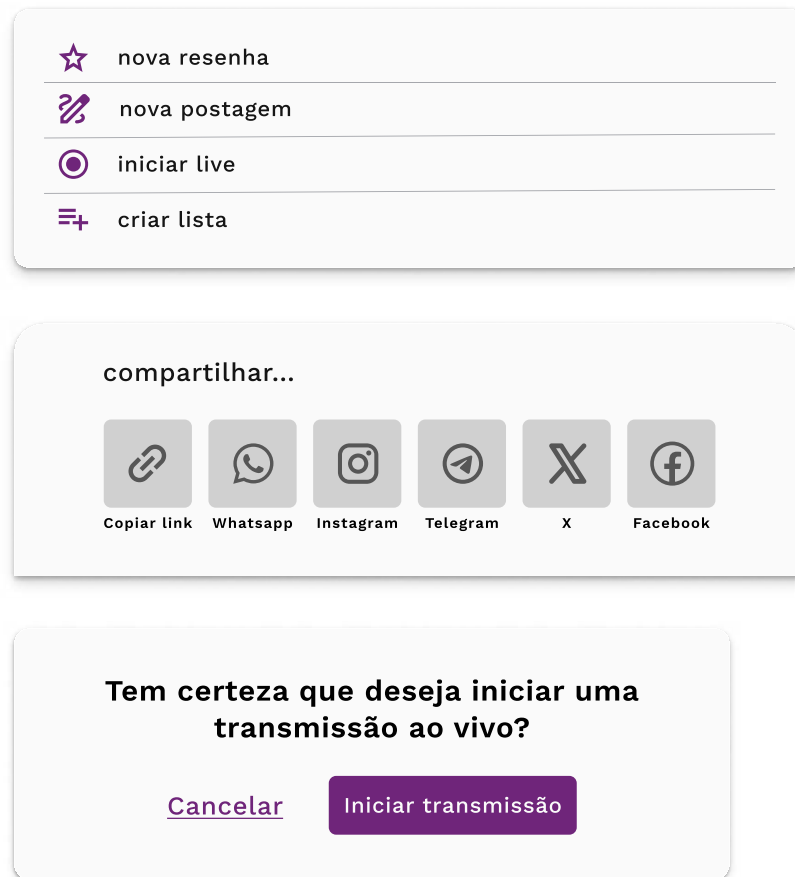 nova resenha
nova postagem
iniciar live
criar lista
compartilhar...
Copiar link Whatsapp Instagram Telegram X Facebook
Tem certeza que deseja iniciar uma
transmissão ao vivo?
Cancelar Iniciar transmissão